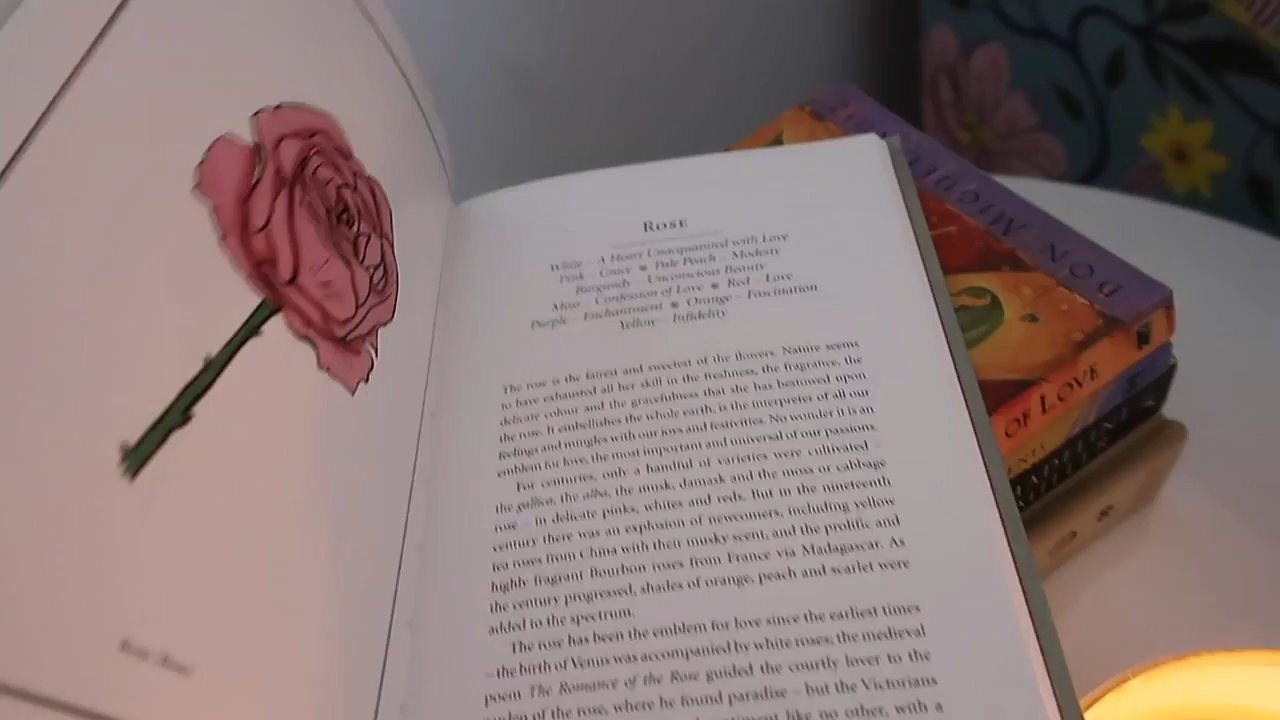 ROSE
White – A Heart Unacquainted with Love
Pink – Grace ❀ Pale Peach – Modesty
Burgundy – Unconscious Beauty
Moss – Confession of Love ❀ Red – Love
Purple – Enchantment ❀ Orange – Fascination
Yellow – Infidelity
The rose is the fairest and sweetest of the flowers. Nature seems
to have exhausted all her skill in the freshness, the fragrance, the
delicate colour and the gracefulness that she has bestowed upon
the rose. It embellishes the whole earth, is the interpreter of all our
feelings and mingles with our joys and festivities. No wonder it is an
emblem for love, the most important and universal of our passions.
For centuries, only a handful of varieties were cultivated –
the gallica, the alba, the musk, damask and the moss or cabbage
rose – in delicate pinks, whites and reds. But in the nineteenth
century there was an explosion of newcomers, including yellow
tea roses from China with their musky scent, and the prolific and
highly fragrant Bourbon roses from France via Madagascar. As
the century progressed, shades of orange, peach and scarlet were
added to the spectrum.
The rose has been the emblem for love since the earliest times
– the birth of Venus was accompanied by white roses; the medieval
poem The Romance of the Rose guided the courtly lover to the
of the rose, where he found paradise – but the Victorians
like no other, with a
DON MIGUEL
OF LOVE
MADELINE
MILLER